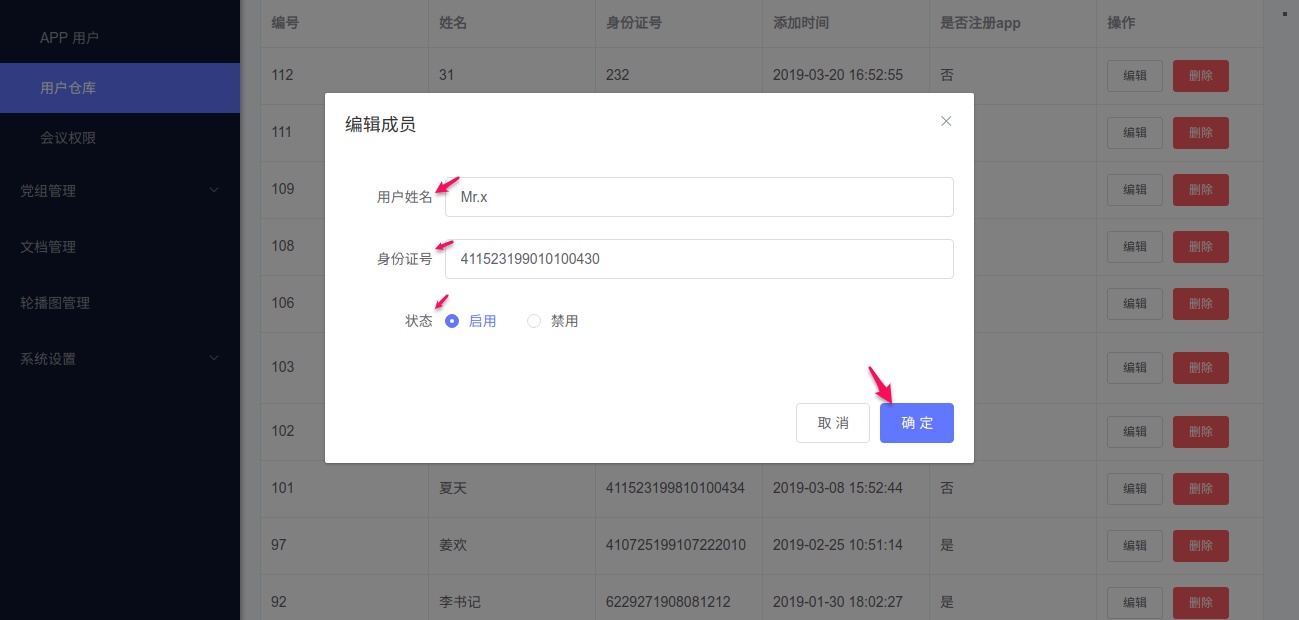 编号 姓名 身份证号 添加时间 是否注册app 操作
APP 用户
112 31 232 2019-03-20 16:52:55 否 编辑 删除
用户仓库
编辑成员
111 编辑 删除
会议权限
党组管理
109 编辑 删除
用户姓名 Mr.x
文档管理
108 编辑 删除
身份证号 411523199010100430
轮播图管理
106 编辑 删除
状态 启用 禁用
系统设置
103 编辑 删除
取 消 确 定
102 编辑 删除
101 夏天 411523199810100434 2019-03-08 15:52:44 否 编辑 删除
97 姜欢 410725199107222010 2019-02-25 10:51:14 是 编辑 删除
92 李书记 6229271908081212 2019-01-30 18:02:27 是 编辑 删除